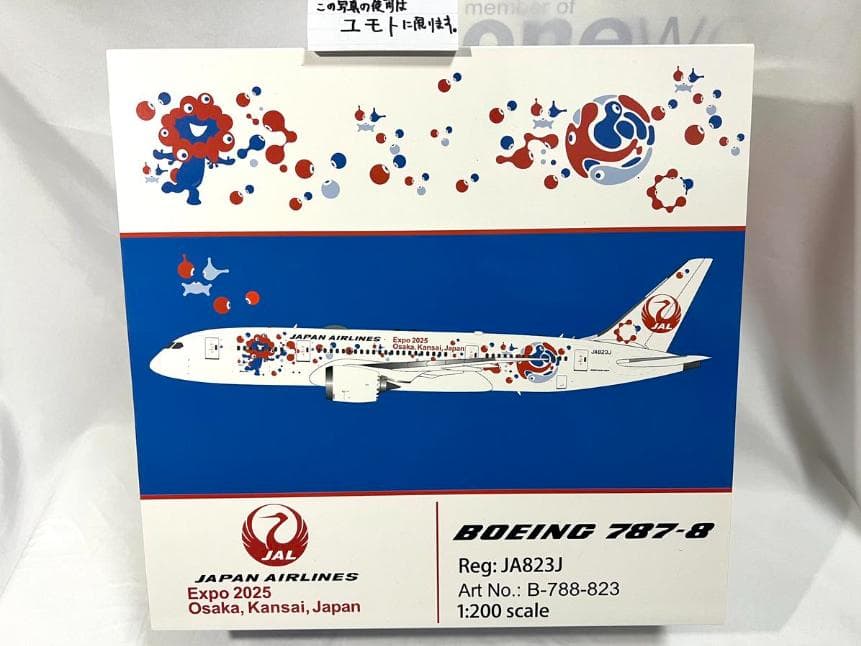 この写真の使用は
ユモトに限ります。
member of
onewo
JAPAN AIRLINES
Expo 2025
Osaka, Kansai, Japan
JA823J
JAL
JAL
JAPAN AIRLINES
Expo 2025
Osaka, Kansai, Japan
BOEING 787-8
Reg: JA823J
Art No.: B-788-823
1:200 scale